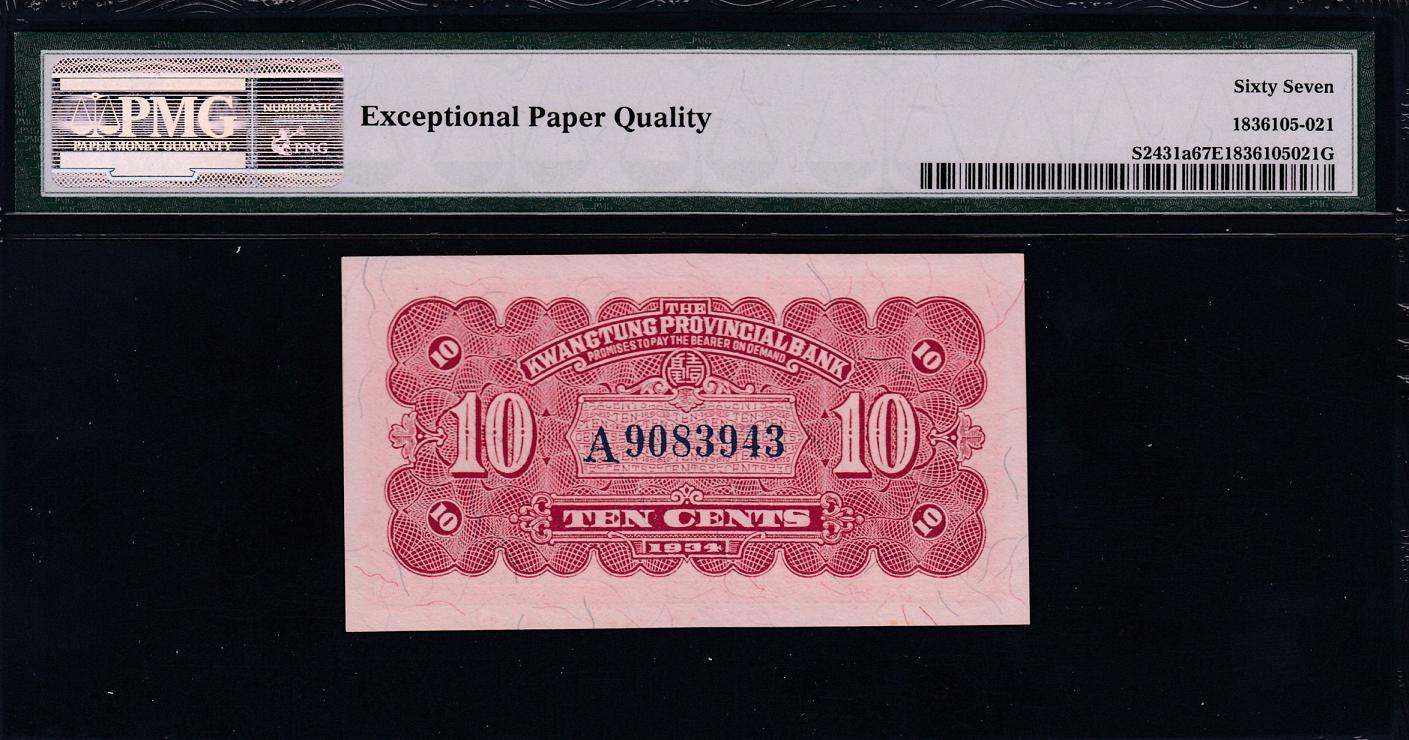 PMG
PAPER MONEY GUARANTY
NUMISMATIC
PNG
Exceptional Paper Quality
Sixty Seven
1836105-021
S2431a67E1836105021G
THE
KWANGTUNG PROVINCIAL BANK
PROMISES TO PAY THE BEARER ON DEMAND
10
10
10
10
A 9083943
10
10
TEN CENTS
1934